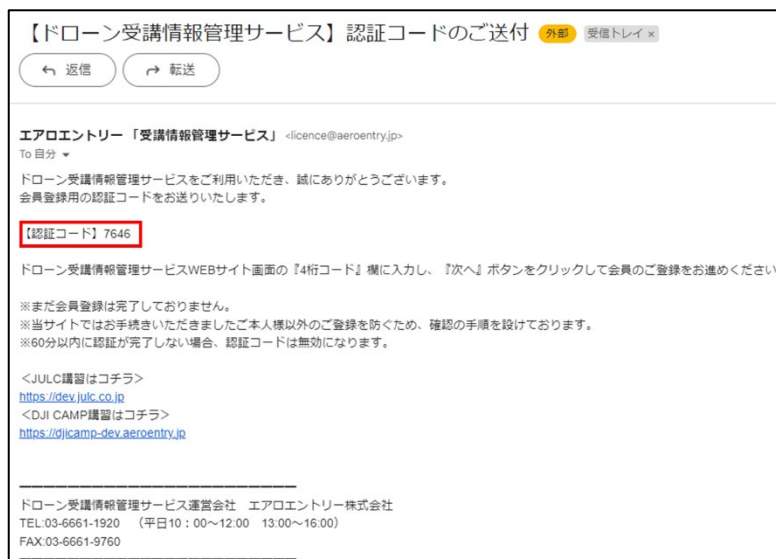 【ドローン受講情報管理サービス】認証コードのご送付 外部 受信トレイ ×
返信 転送
エアロエントリー 「受講情報管理サービス」 <licence@aeroentry.jp>
To 自分
ドローン受講情報管理サービスをご利用いただき、誠にありがとうございます。
会員登録用の認証コードをお送りいたします。
【認証コード】7646
ドローン受講情報管理サービスWEBサイト画面の『4桁コード』欄に入力し、『次へ』ボタンをクリックして会員のご登録をお進めください
※まだ会員登録は完了しておりません。
※当サイトではお手続きいただきましたご本人様以外のご登録を防ぐため、確認の手順を設けております。
※60分以内に認証が完了しない場合、認証コードは無効になります。
<JULC講習はコチラ>
https://dev.julc.co.jp
<DJI CAMP講習はコチラ>
https://djicamp-dev.aeroentry.jp
ドローン受講情報管理サービス運営会社 エアロエントリー株式会社
TEL:03-6661-1920 (平日10:00~12:00 13:00~16:00)
FAX:03-6661-9760